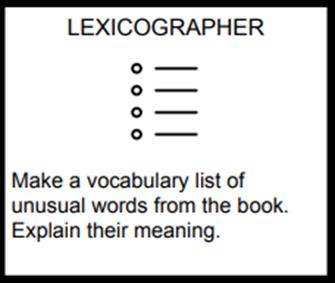 LEXICOGRAPHER
Make a vocabulary list of
unusual words from the book.
Explain their meaning.